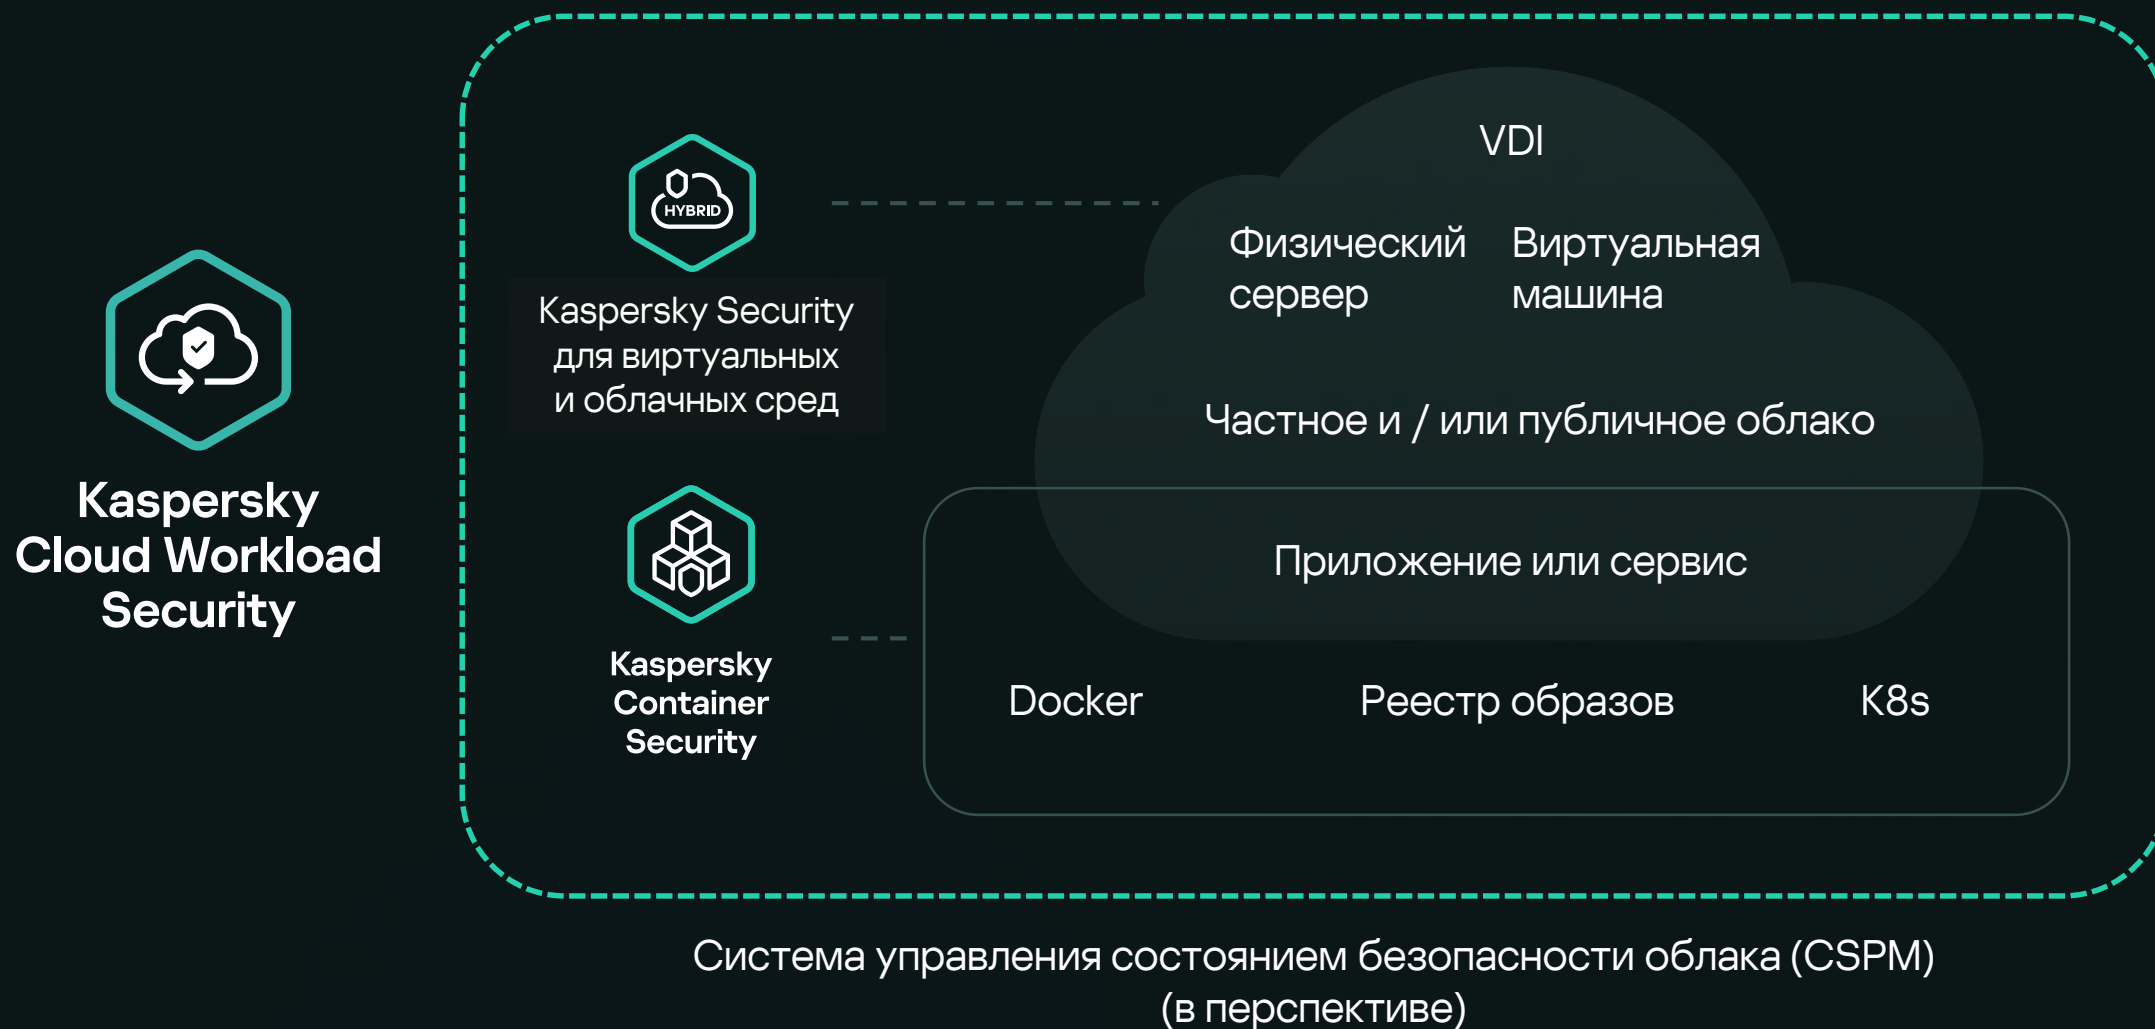 Kaspersky
Cloud Workload
Security
HYBRID
Kaspersky Security
для виртуальных
и облачных сред
Kaspersky
Container
Security
VDI
Физический
сервер
Виртуальная
машина
Частное и / или публичное облако
Приложение или сервис
Docker
Реестр образов
K8s
Система управления состоянием безопасности облака (CSPM)
(в перспективе)